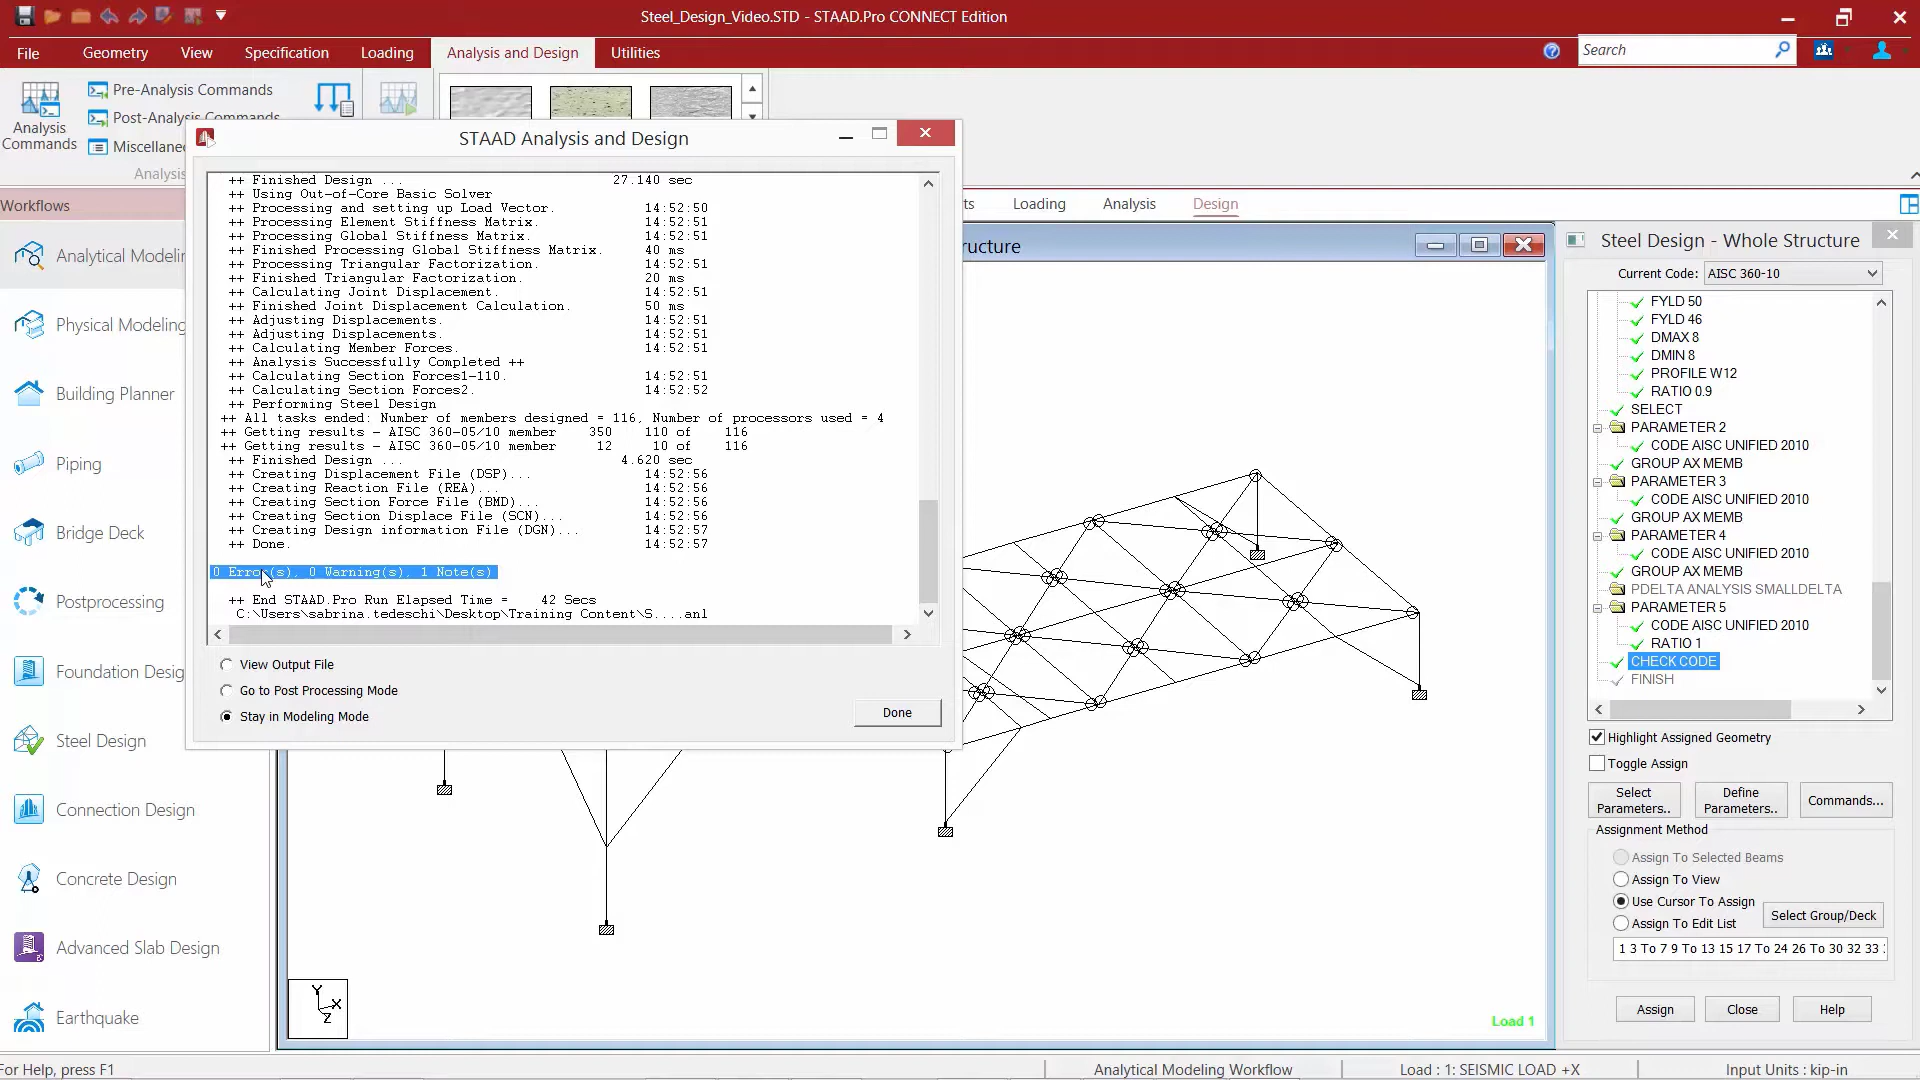 Steel_Design_Video.STD - STAAD.Pro CONNECT Edition
File
Geometry
View
Specification
Loading
Analysis and Design
Utilities
Search
Analysis
Commands
Pre-Analysis Commands
Post-Analysis Commands
Miscellane
Analysis
Workflows
Analytical Modelin
Physical Modeling
Building Planner
Piping
Bridge Deck
Postprocessing
Foundation Desig
Steel Design
Connection Design
Concrete Design
Advanced Slab Design
Earthquake
STAAD Analysis and Design
++ Finished Design ... 27.140 sec
++ Using Out-of-Core Basic Solver
++ Processing and setting up Load Vector. 14:52:50
++ Processing Element Stiffness Matrix. 14:52:51
++ Processing Global Stiffness Matrix. 14:52:51
++ Finished Processing Global Stiffness Matrix. 40 ms
++ Processing Triangular Factorization. 14:52:51
++ Finished Triangular Factorization. 20 ms
++ Calculating Joint Displacement. 14:52:51
++ Finished Joint Displacement Calculation. 50 ms
++ Adjusting Displacements. 14:52:51
++ Adjusting Displacements. 14:52:51
++ Calculating Member Forces. 14:52:51
++ Analysis Successfully Completed ++
++ Calculating Section Forces1-110. 14:52:51
++ Calculating Section Forces2. 14:52:52
++ Performing Steel Design
++ All tasks ended: Number of members designed = 116, Number of processors used = 4
++ Getting results - AISC 360-05/10 member 350 110 of 116
++ Getting results - AISC 360-05/10 member 12 10 of 116
++ Finished Design ... 4.620 sec
++ Creating Displacement File (DSP)... 14:52:56
++ Creating Reaction File (REA)... 14:52:56
++ Creating Section Force File (BMD)... 14:52:56
++ Creating Section Displace File (SCN)... 14:52:56
++ Creating Design information File (DGN)... 14:52:57
++ Done. 14:52:57
0 Error(s), 0 Warning(s), 1 Note(s)
++ End STAAD.Pro Run Elapsed Time = 42 Secs
C:\Users\sabrina.tedeschi\Desktop\Training Content\S....anl
View Output File
Go to Post Processing Mode
Stay in Modeling Mode
Done
ts
Loading
Analysis
Design
ructure
Y
X
Z
Load 1
Steel Design - Whole Structure
Current Code: AISC 360-10
FYLD 50
FYLD 46
DMAX 8
DMIN 8
PROFILE W12
RATIO 0.9
SELECT
PARAMETER 2
CODE AISC UNIFIED 2010
GROUP AX MEMB
PARAMETER 3
CODE AISC UNIFIED 2010
GROUP AX MEMB
PARAMETER 4
CODE AISC UNIFIED 2010
GROUP AX MEMB
PDELTA ANALYSIS SMALLDELTA
PARAMETER 5
CODE AISC UNIFIED 2010
RATIO 1
CHECK CODE
FINISH
Highlight Assigned Geometry
Toggle Assign
Select
Parameters..
Define
Parameters..
Commands...
Assignment Method
Assign To Selected Beams
Assign To View
Use Cursor To Assign
Assign To Edit List
Select Group/Deck
1 3 To 7 9 To 13 15 17 To 24 26 To 30 32 33
Assign
Close
Help
For Help, press F1
Analytical Modeling Workflow
Load : 1: SEISMIC LOAD +X
Input Units : kip-in